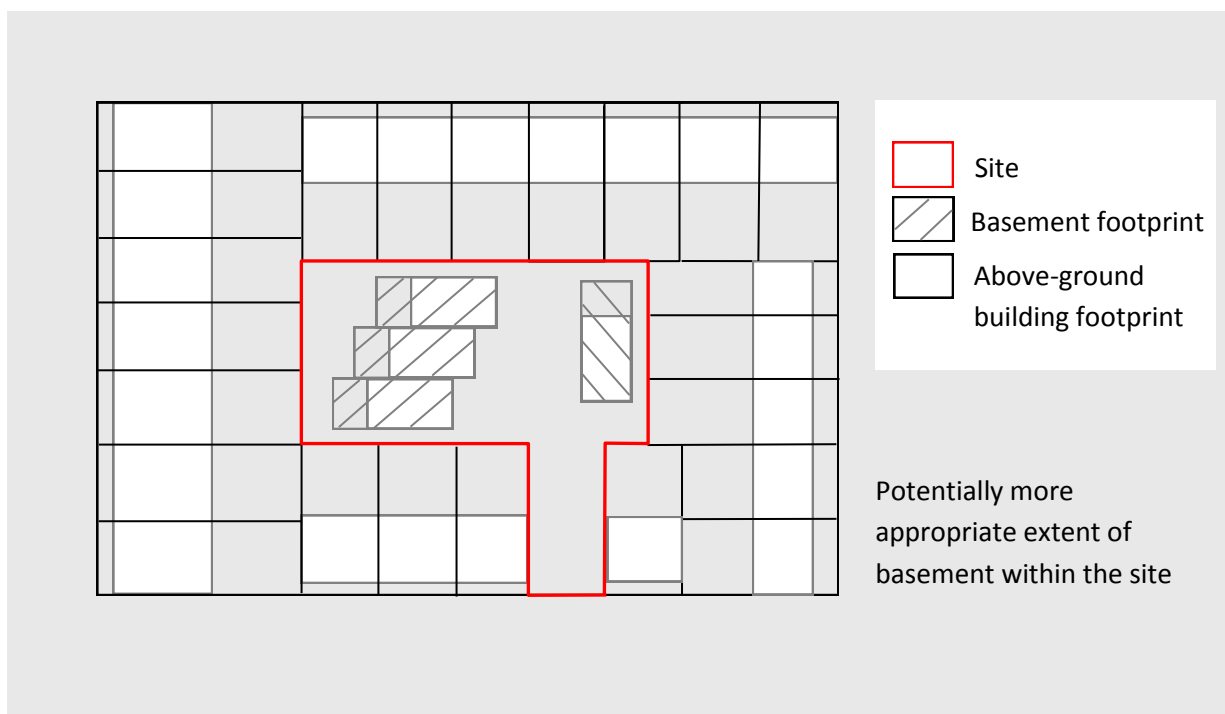 Site
Basement footprint
Above-ground
building footprint
Potentially more
appropriate extent of
basement within the site